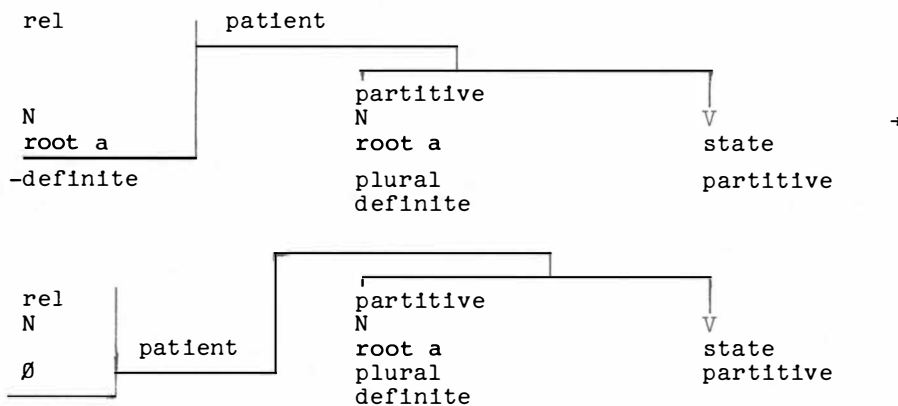 rel patient
partitive
N N V
root a root a state →
-definite plural partitive
definite
rel partitive
N N V
patient root a state
Ø plural partitive
definite